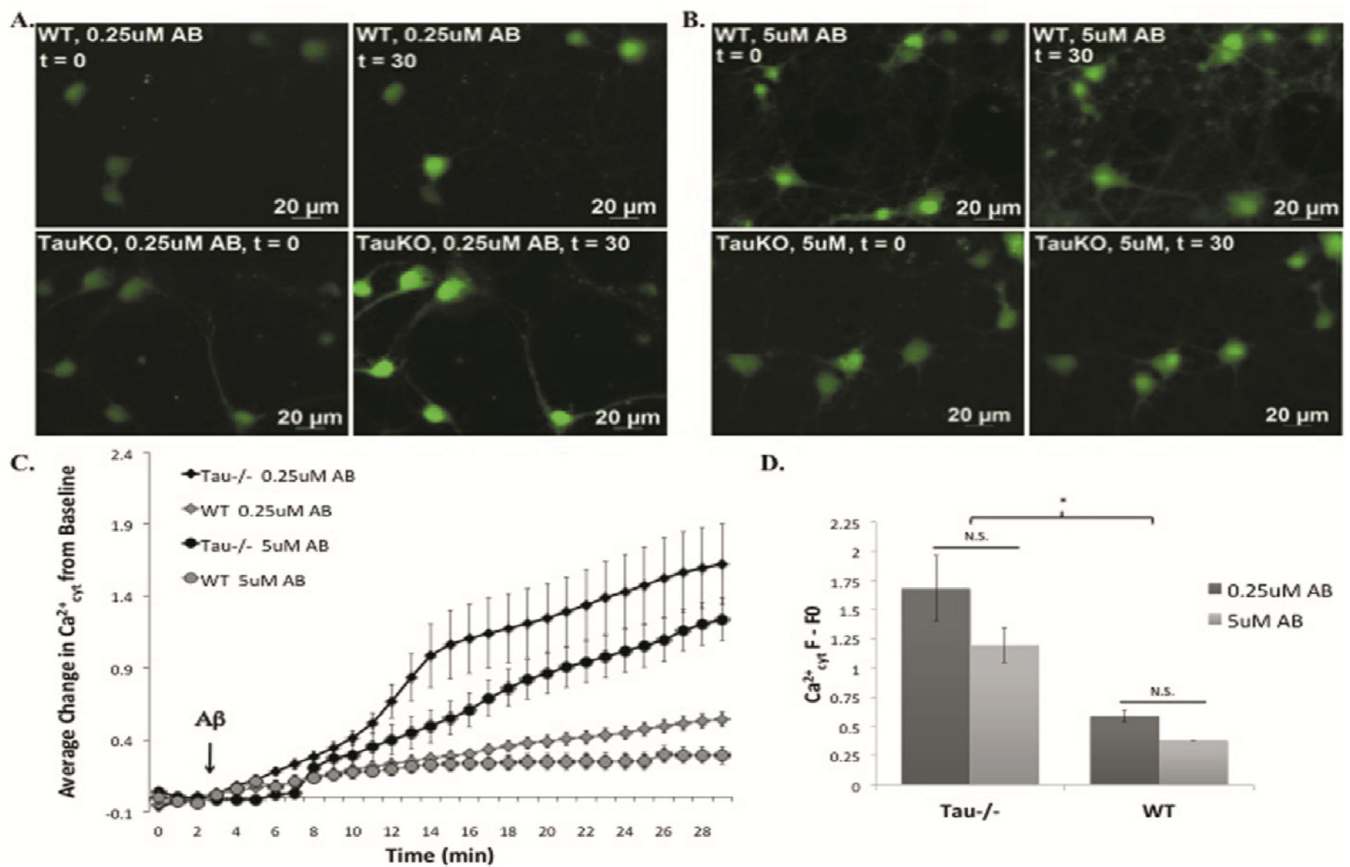 A.
WT, 0.25uM AB
t = 0
20 µm
WT, 0.25uM AB
t = 30
20 µm
TauKO, 0.25uM AB, t = 0
20 µm
TauKO, 0.25uM AB, t = 30
20 µm
B.
WT, 5uM AB
t = 0
20 µm
WT, 5uM AB
t = 30
20 µm
TauKO, 5uM, t = 0
20 µm
TauKO, 5uM, t = 30
20 µm
C.
Average Change in Ca²⁺cyt from Baseline
2.4
1.9
1.4
0.9
0.4
-0.1
Tau-/- 0.25uM AB
WT 0.25uM AB
Tau-/- 5uM AB
WT 5uM AB
Aβ
0 2 4 6 8 10 12 14 16 18 20 22 24 26 28
Time (min)
D.
Ca²⁺cyt F - F0
2.25
2
1.75
1.5
1.25
1
0.75
0.5
0.25
0
*
N.S.
N.S.
0.25uM AB
5uM AB
Tau-/- WT